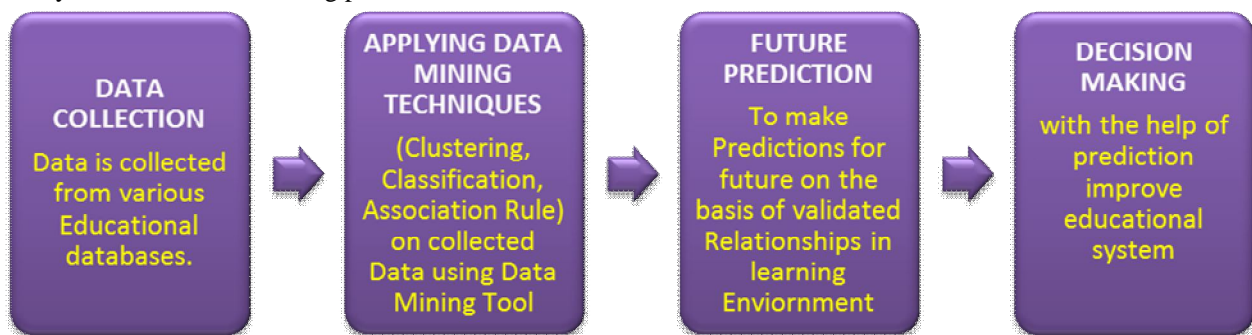 DATA
COLLECTION
Data is collected
from various
Educational
databases.
APPLYING DATA
MINING
TECHNIQUES
(Clustering,
Classification,
Association Rule)
on collected
Data using Data
Mining Tool
FUTURE
PREDICTION
To make
Predictions for
future on the
basis of validated
Relationships in
learning
Enviornment
DECISION
MAKING
with the help of
prediction
improve
educational
system